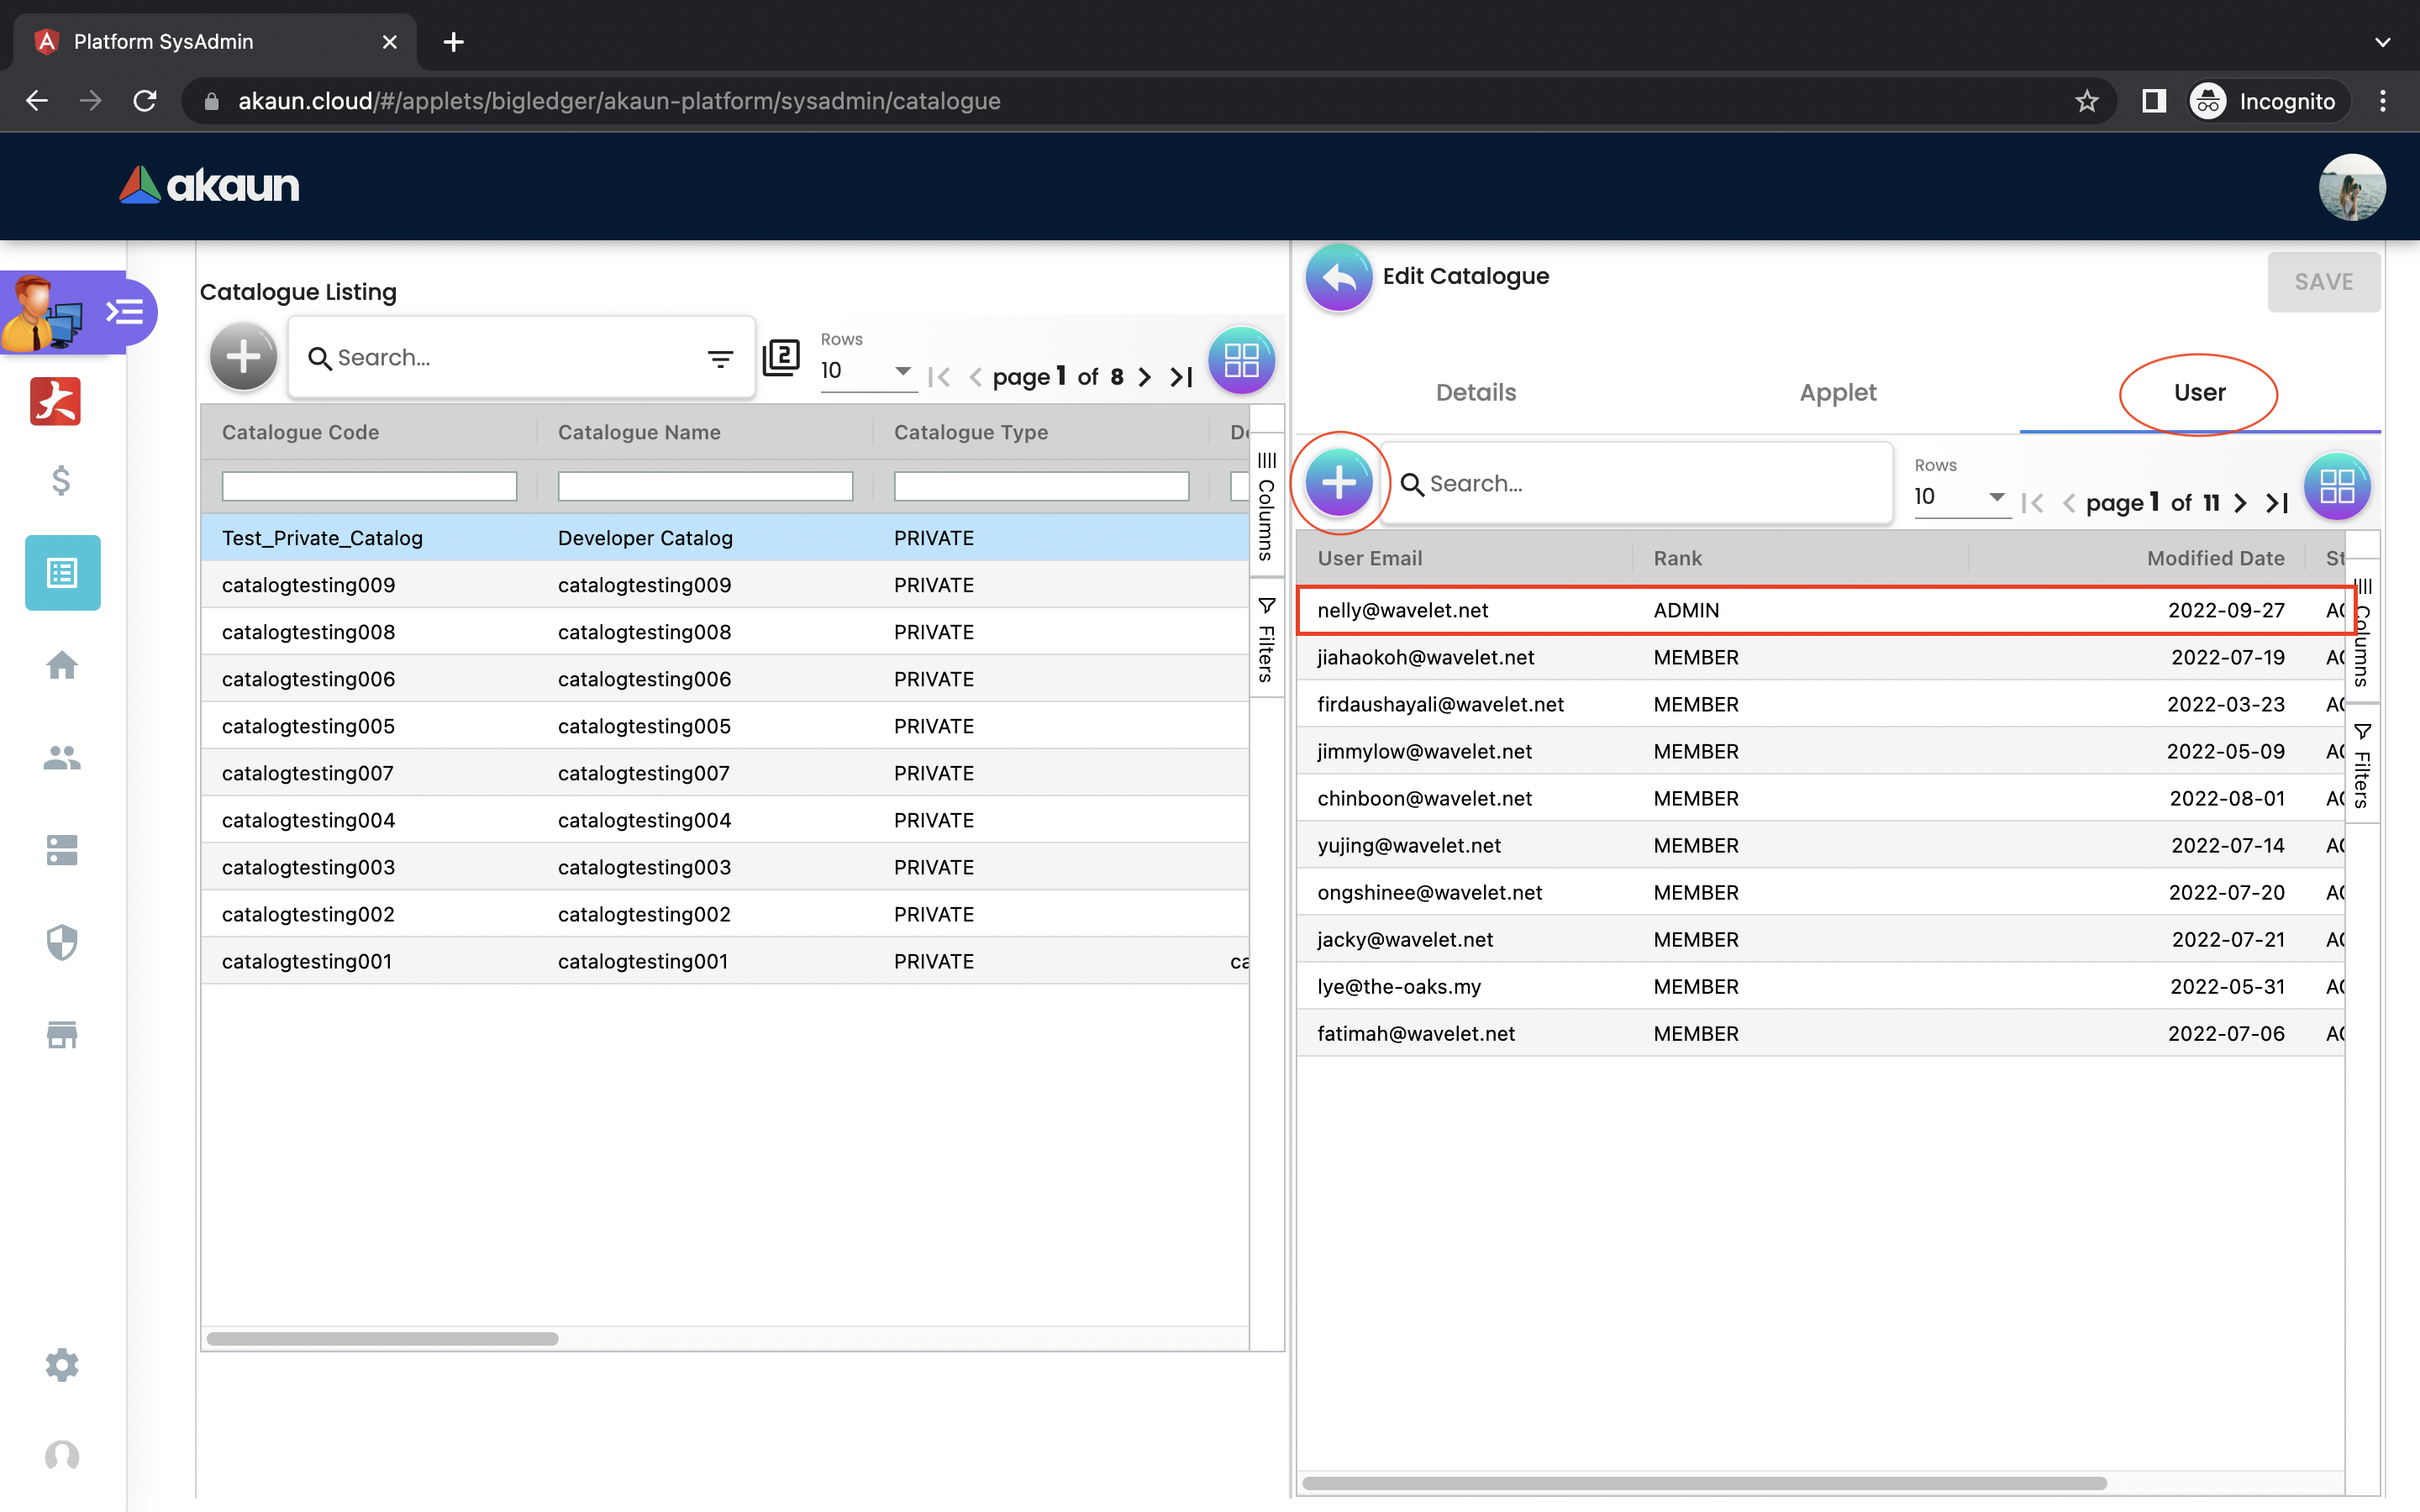 Platform SysAdmin
akaun.cloud/#/applets/bigledger/akaun-platform/sysadmin/catalogue
Incognito
akaun
Catalogue Listing
Search...
2
Rows
10
page 1 of 8
Catalogue Code Catalogue Name Catalogue Type
Test_Private_Catalog Developer Catalog PRIVATE
catalogtesting009 catalogtesting009 PRIVATE
catalogtesting008 catalogtesting008 PRIVATE
catalogtesting006 catalogtesting006 PRIVATE
catalogtesting005 catalogtesting005 PRIVATE
catalogtesting007 catalogtesting007 PRIVATE
catalogtesting004 catalogtesting004 PRIVATE
catalogtesting003 catalogtesting003 PRIVATE
catalogtesting002 catalogtesting002 PRIVATE
catalogtesting001 catalogtesting001 PRIVATE ca
Columns
Filters
Edit Catalogue
SAVE
Details Applet User
Search...
Rows
10
page 1 of 11
User Email Rank Modified Date St
nelly@wavelet.net ADMIN 2022-09-27
jiahaokoh@wavelet.net MEMBER 2022-07-19
firdaushayali@wavelet.net MEMBER 2022-03-23
jimmylow@wavelet.net MEMBER 2022-05-09
chinboon@wavelet.net MEMBER 2022-08-01
yujing@wavelet.net MEMBER 2022-07-14
ongshinee@wavelet.net MEMBER 2022-07-20
jacky@wavelet.net MEMBER 2022-07-21
lye@the-oaks.my MEMBER 2022-05-31
fatimah@wavelet.net MEMBER 2022-07-06
Columns
Filters